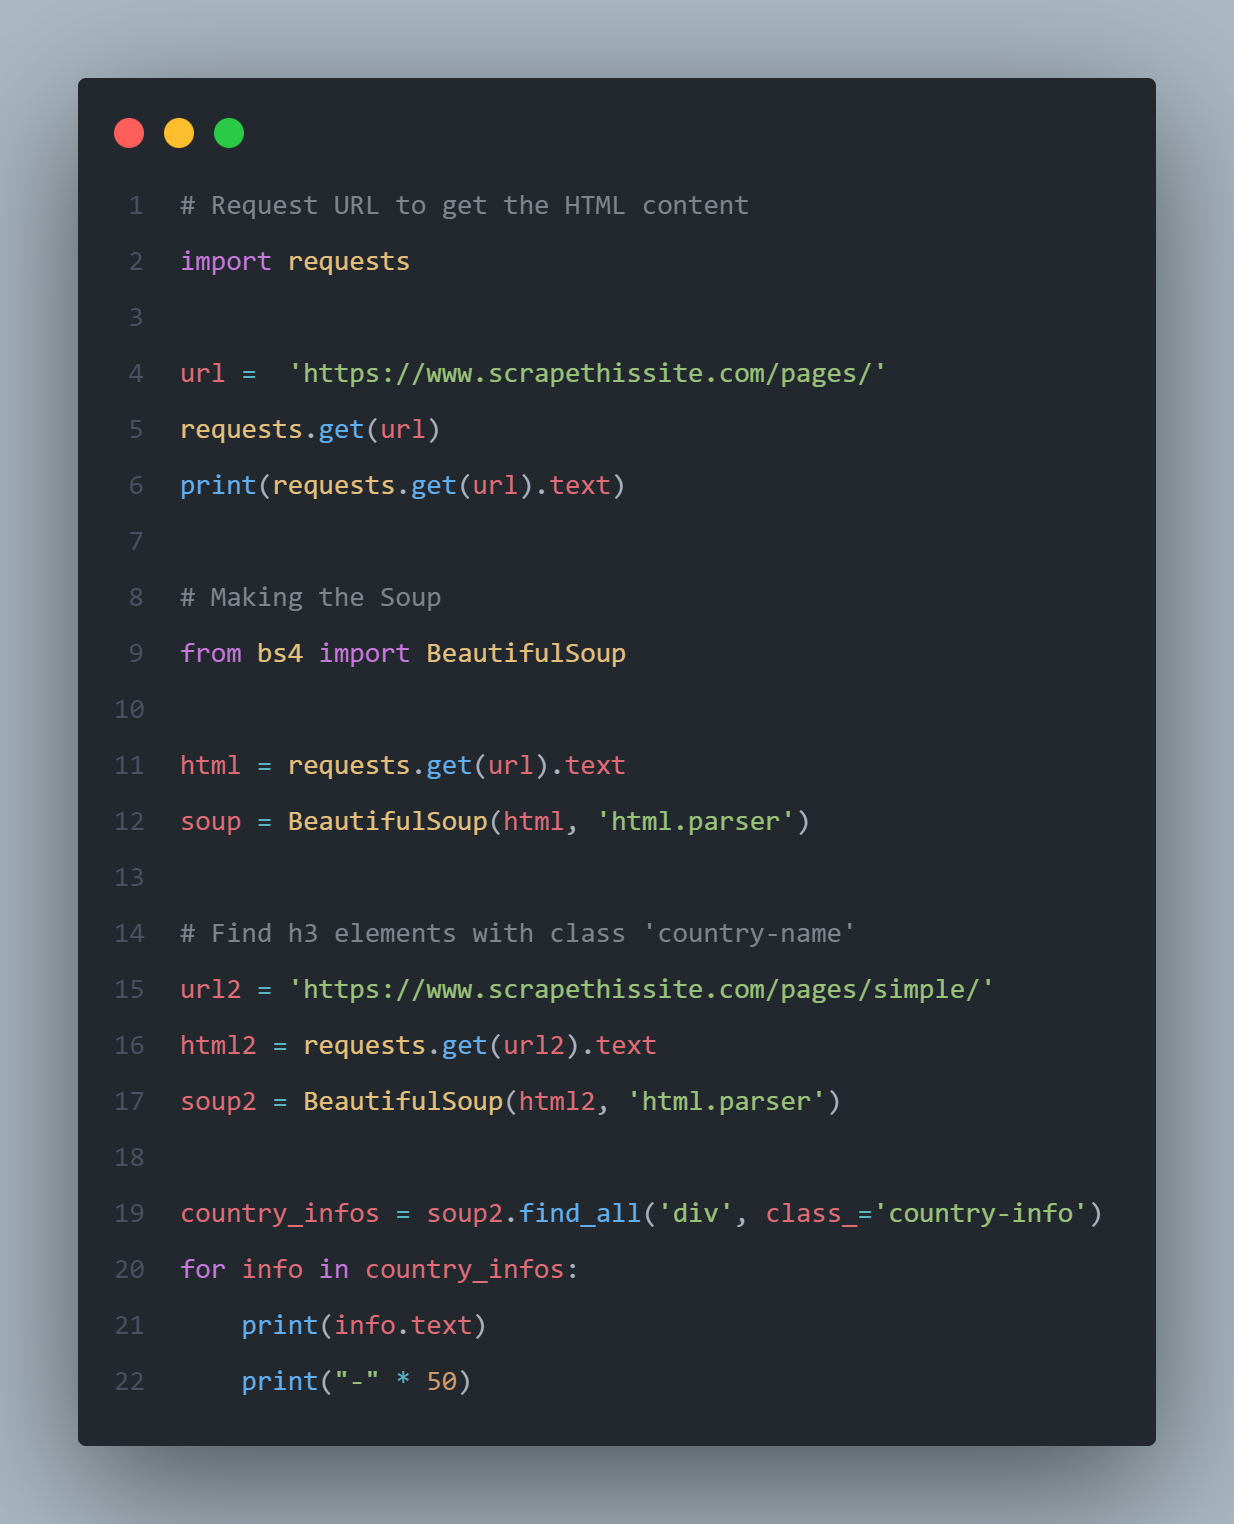 1 # Request URL to get the HTML content
2 import requests
3
4 url =  'https://www.scrapethissite.com/pages/'
5 requests.get(url)
6 print(requests.get(url).text)
7
8 # Making the Soup
9 from bs4 import BeautifulSoup
10
11 html = requests.get(url).text
12 soup = BeautifulSoup(html, 'html.parser')
13
14 # Find h3 elements with class 'country-name'
15 url2 = 'https://www.scrapethissite.com/pages/simple/'
16 html2 = requests.get(url2).text
17 soup2 = BeautifulSoup(html2, 'html.parser')
18
19 country_infos = soup2.find_all('div', class_='country-info')
20 for info in country_infos:
21     print(info.text)
22     print("-" * 50)